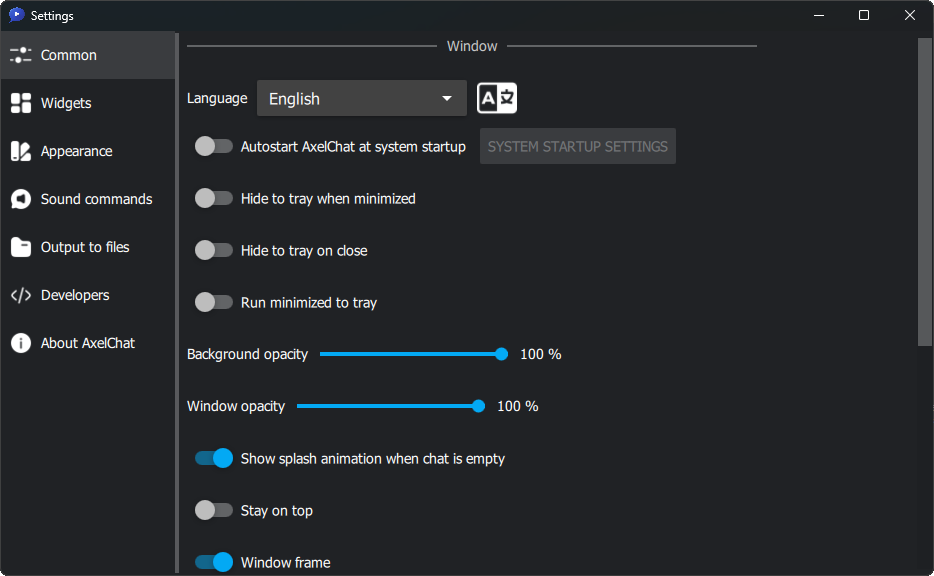 Settings
Common
Widgets
Appearance
Sound commands
Output to files
Developers
About AxelChat
Window
Language English A文
Autostart AxelChat at system startup SYSTEM STARTUP SETTINGS
Hide to tray when minimized
Hide to tray on close
Run minimized to tray
Background opacity 100 %
Window opacity 100 %
Show splash animation when chat is empty
Stay on top
Window frame